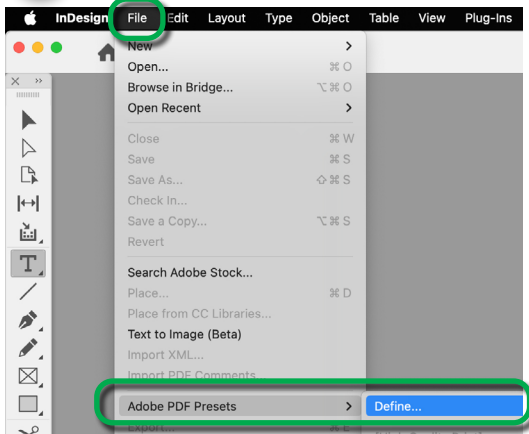 InDesign File Edit Layout Type Object Table View Plug-Ins
New >
Open... ⌘ O
Browse in Bridge... ⌥ ⌘ O
Open Recent >
Close ⌘ W
Save ⌘ S
Save As... ⇧ ⌘ S
Check In...
Save a Copy... ⌥ ⌘ S
Revert
Search Adobe Stock...
Place... ⌘ D
Place from CC Libraries...
Text to Image (Beta)
Import XML...
Import PDF Comments
Adobe PDF Presets > Define...
Export... ⌘ E